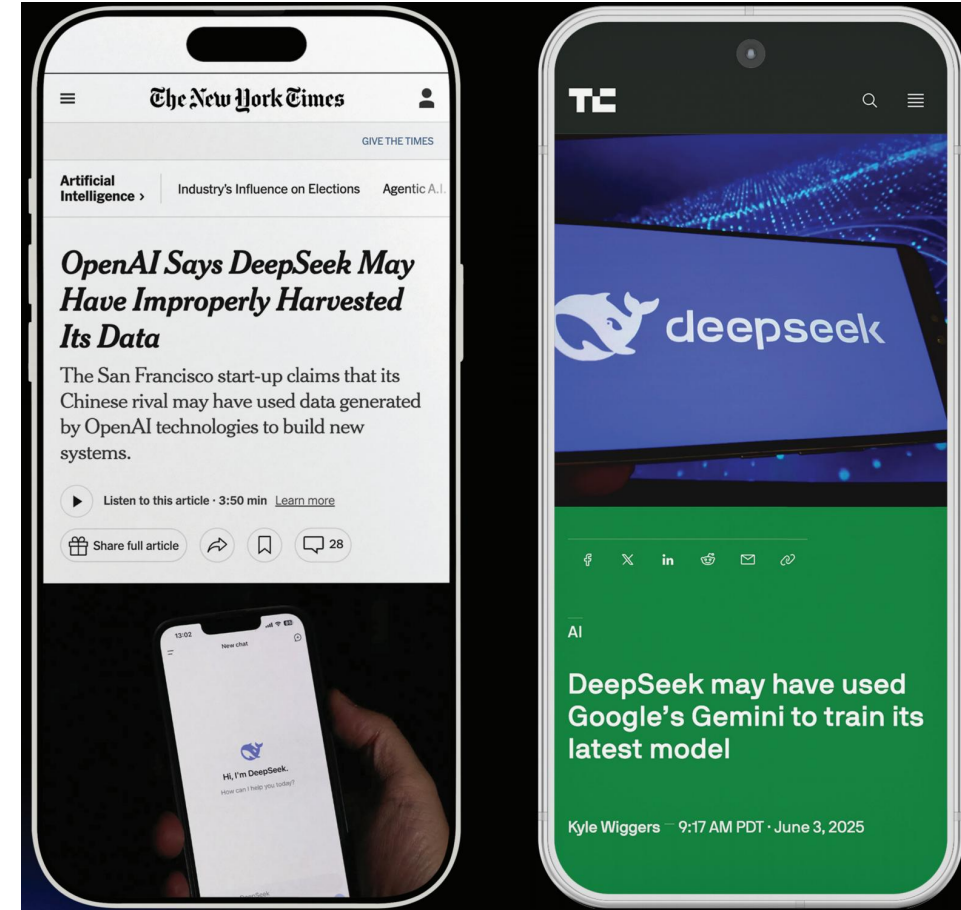 The New York Times
GIVE THE TIMES
Artificial
Intelligence >
Industry's Influence on Elections
Agentic A.I.
OpenAI Says DeepSeek May
Have Improperly Harvested
Its Data
The San Francisco start-up claims that its
Chinese rival may have used data generated
by OpenAI technologies to build new
systems.
Listen to this article · 3:50 min Learn more
Share full article
28
13:02
New chat
Hi, I'm DeepSeek.
How can I help you today?
DeepSeek
TC
deepseek
AI
DeepSeek may have used
Google's Gemini to train its
latest model
Kyle Wiggers — 9:17 AM PDT · June 3, 2025